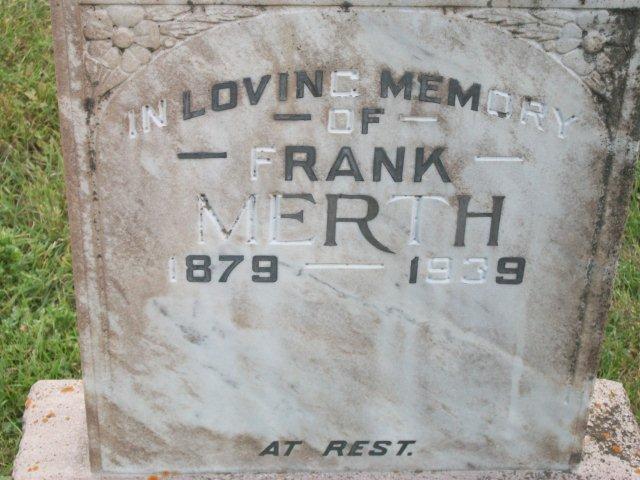 IN LOVING MEMORY
— OF —
— FRANK —
MERTH
1879 — 1939
AT REST.